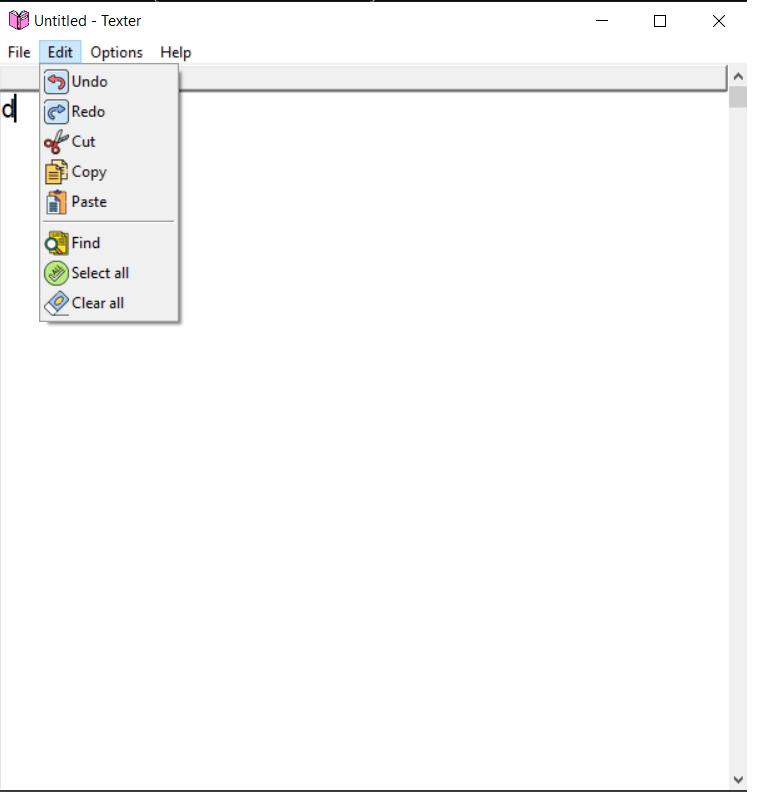 Untitled - Texter
File Edit Options Help
d
Undo
Redo
Cut
Copy
Paste
Find
Select all
Clear all